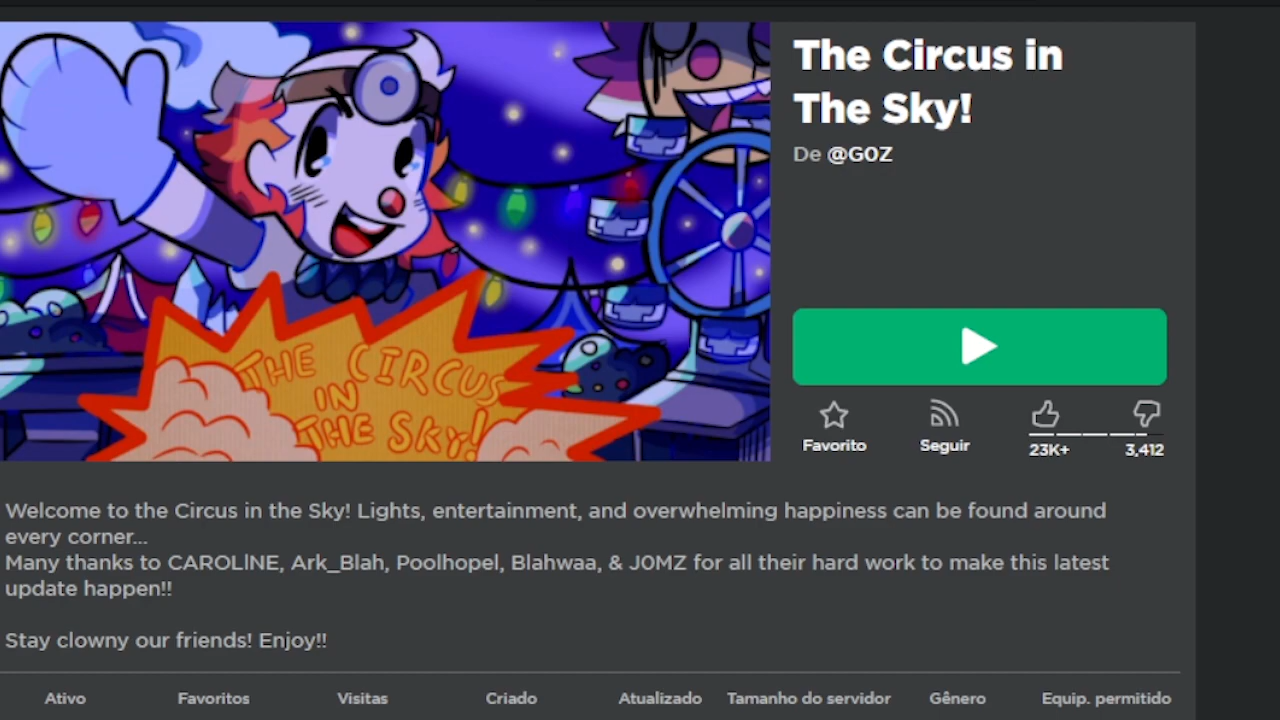 The Circus in
The Sky!
De @G0Z
THE CIRCUS
IN
THE SKY!
Favorito
Seguir
23K+
3,412
Welcome to the Circus in the Sky! Lights, entertainment, and overwhelming happiness can be found around
every corner...
Many thanks to CAROLlNE, Ark_Blah, Poolhopel, Blahwaa, & J0MZ for all their hard work to make this latest
update happen!!
Stay clowny our friends! Enjoy!!
Ativo Favoritos Visitas Criado Atualizado Tamanho do servidor Gênero Equip. permitido